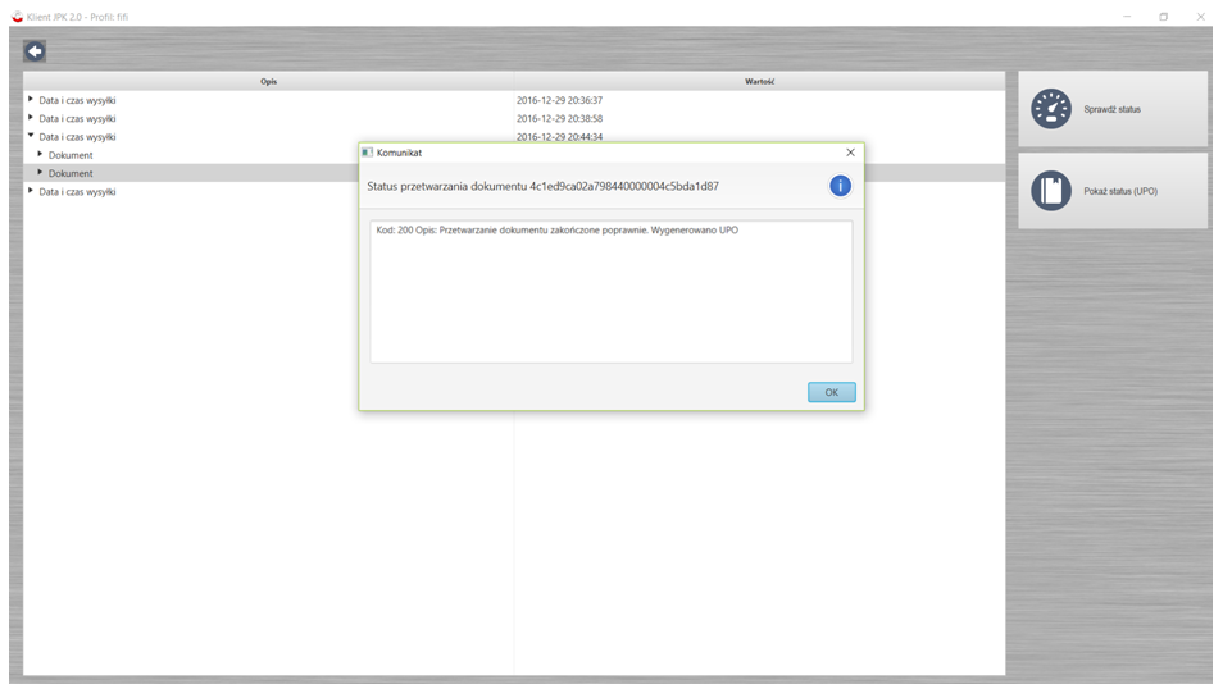 Klient JPK 2.0 - Profil: fifi
Opis Wartość
Data i czas wysyłki 2016-12-29 20:36:37
Data i czas wysyłki 2016-12-29 20:38:58
Data i czas wysyłki 2016-12-29 20:44:34
Dokument
Dokument
Data i czas wysyłki
Komunikat
Status przetwarzania dokumentu 4c1ed9ca02a798440000004c5bda1d87
Kod: 200 Opis: Przetwarzanie dokumentu zakończone poprawnie. Wygenerowano UPO
OK
Sprawdź status
Pokaż status (UPO)